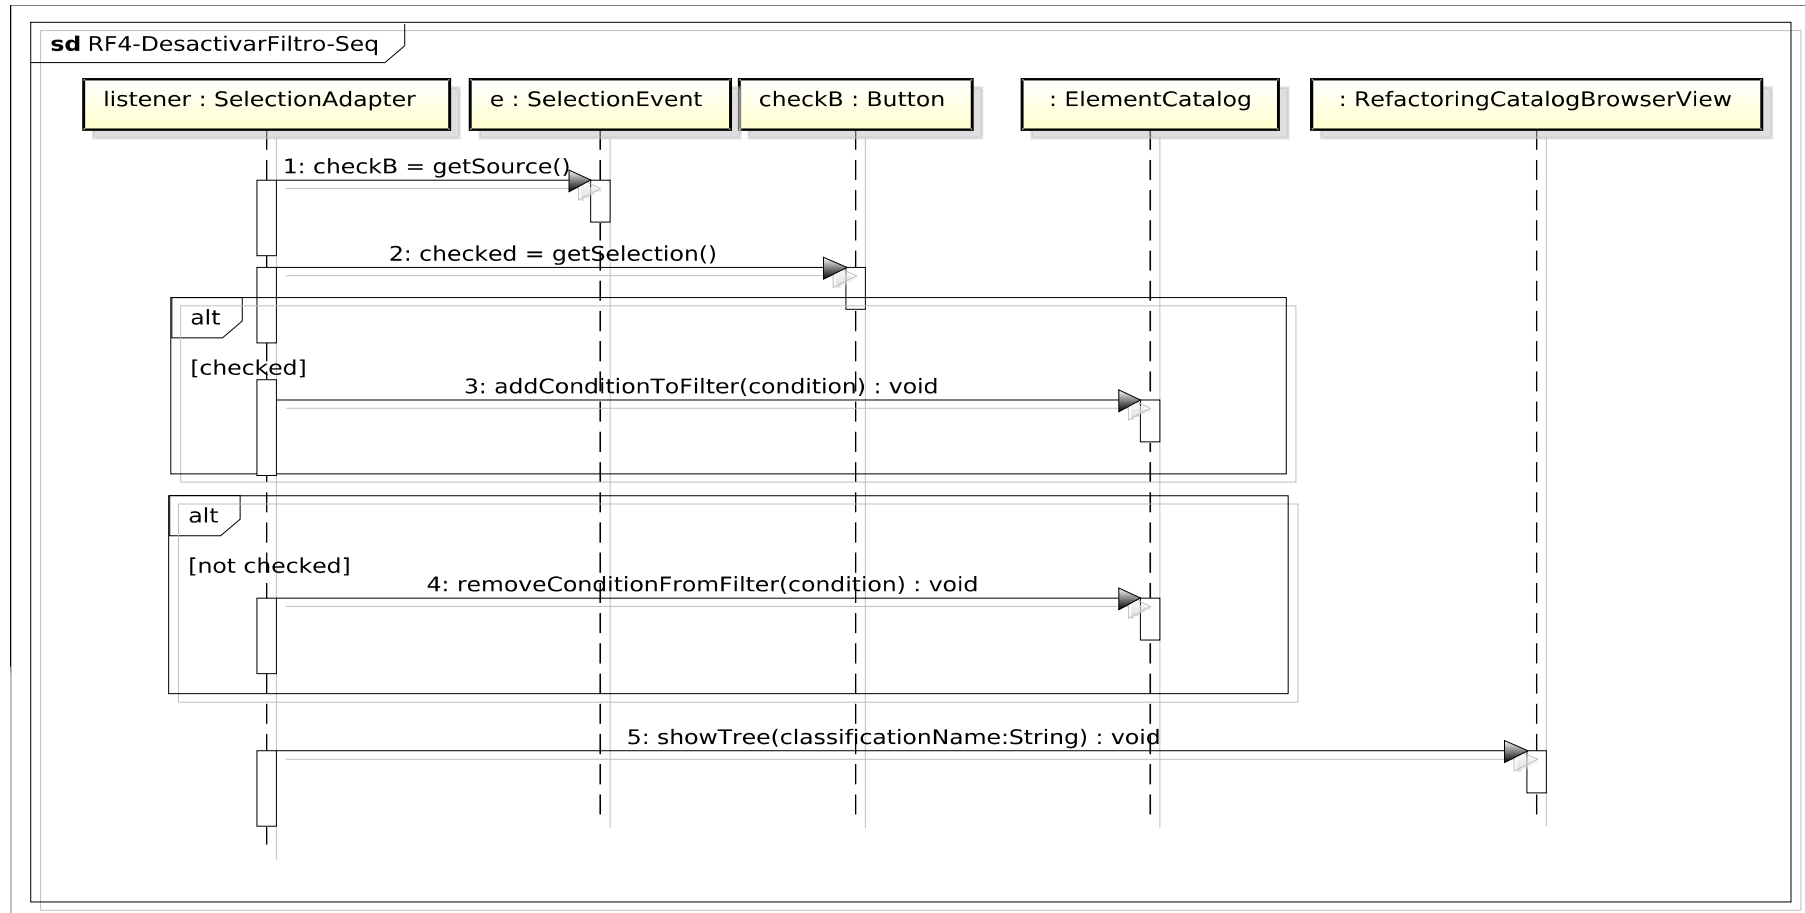 sd RF4-DesactivarFiltro-Seq
listener : SelectionAdapter
e : SelectionEvent
checkB : Button
: ElementCatalog
: RefactoringCatalogBrowserView
1: checkB = getSource()
2: checked = getSelection()
alt
[checked]
3: addConditionToFilter(condition) : void
alt
[not checked]
4: removeConditionFromFilter(condition) : void
5: showTree(classificationName:String) : void